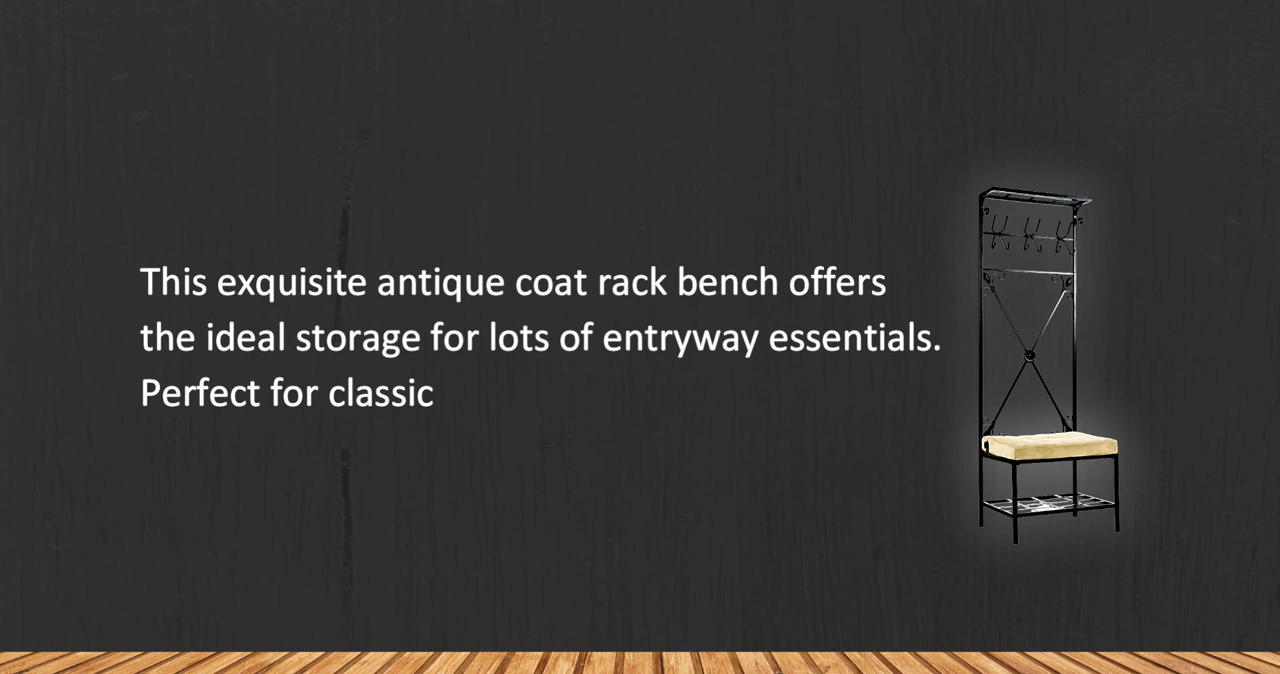 This exquisite antique coat rack bench offers
the ideal storage for lots of entryway essentials.
Perfect for classic